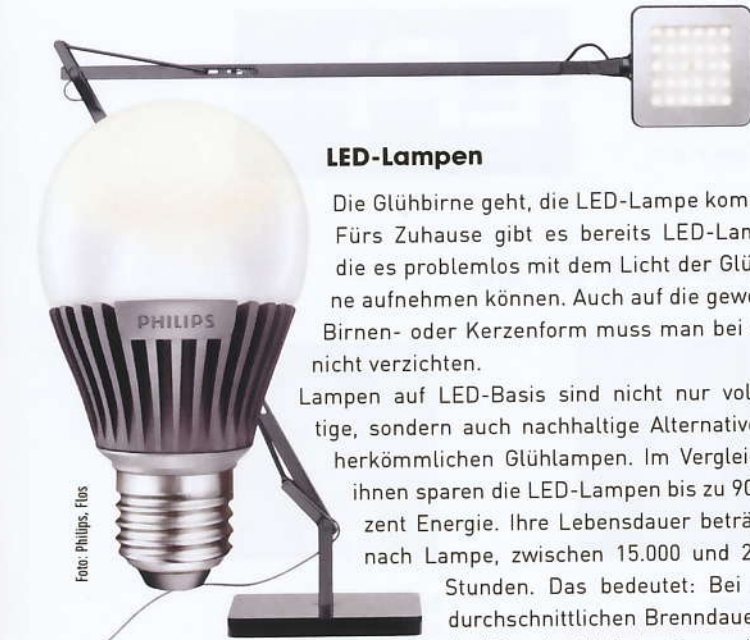 LED-Lampen
Die Glühbirne geht, die LED-Lampe kom
Fürs Zuhause gibt es bereits LED-Lam
die es problemlos mit dem Licht der Glü
ne aufnehmen können. Auch auf die gew
Birnen- oder Kerzenform muss man bei
nicht verzichten.
Lampen auf LED-Basis sind nicht nur vol
tige, sondern auch nachhaltige Alternativ
herkömmlichen Glühlampen. Im Verglei
ihnen sparen die LED-Lampen bis zu 90
zent Energie. Ihre Lebensdauer beträ
nach Lampe, zwischen 15.000 und 2
Stunden. Das bedeutet: Bei
durchschnittlichen Brenndaue
PHILIPS
Foto: Philips, Flos